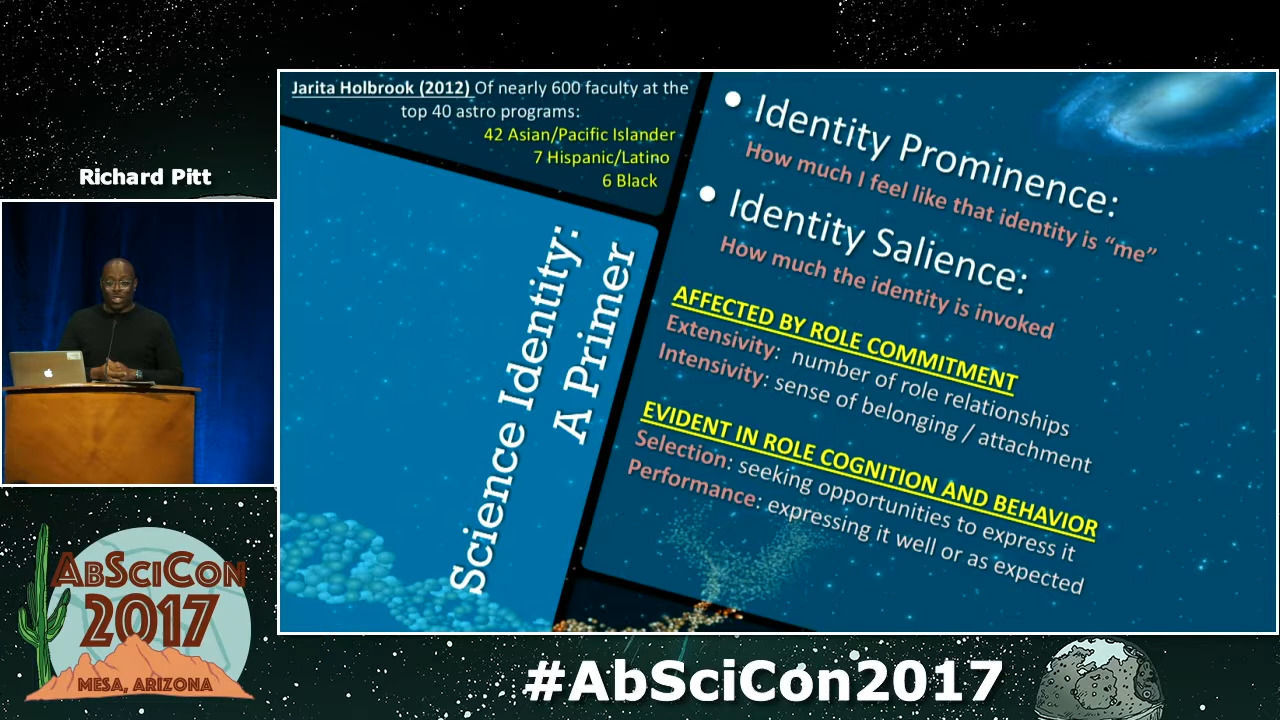 Jarita Holbrook (2012) Of nearly 600 faculty at the
top 40 astro programs:
42 Asian/Pacific Islander
7 Hispanic/Latino
6 Black
Richard Pitt
Science Identity:
A Primer
• Identity Prominence:
How much I feel like that identity is “me”
• Identity Salience:
How much the identity is invoked
AFFECTED BY ROLE COMMITMENT
Extensivity: number of role relationships
Intensivity: sense of belonging / attachment
EVIDENT IN ROLE COGNITION AND BEHAVIOR
Selection: seeking opportunities to express it
Performance: expressing it well or as expected
ABSCICON
2017
MESA, ARIZONA
#AbSciCon2017